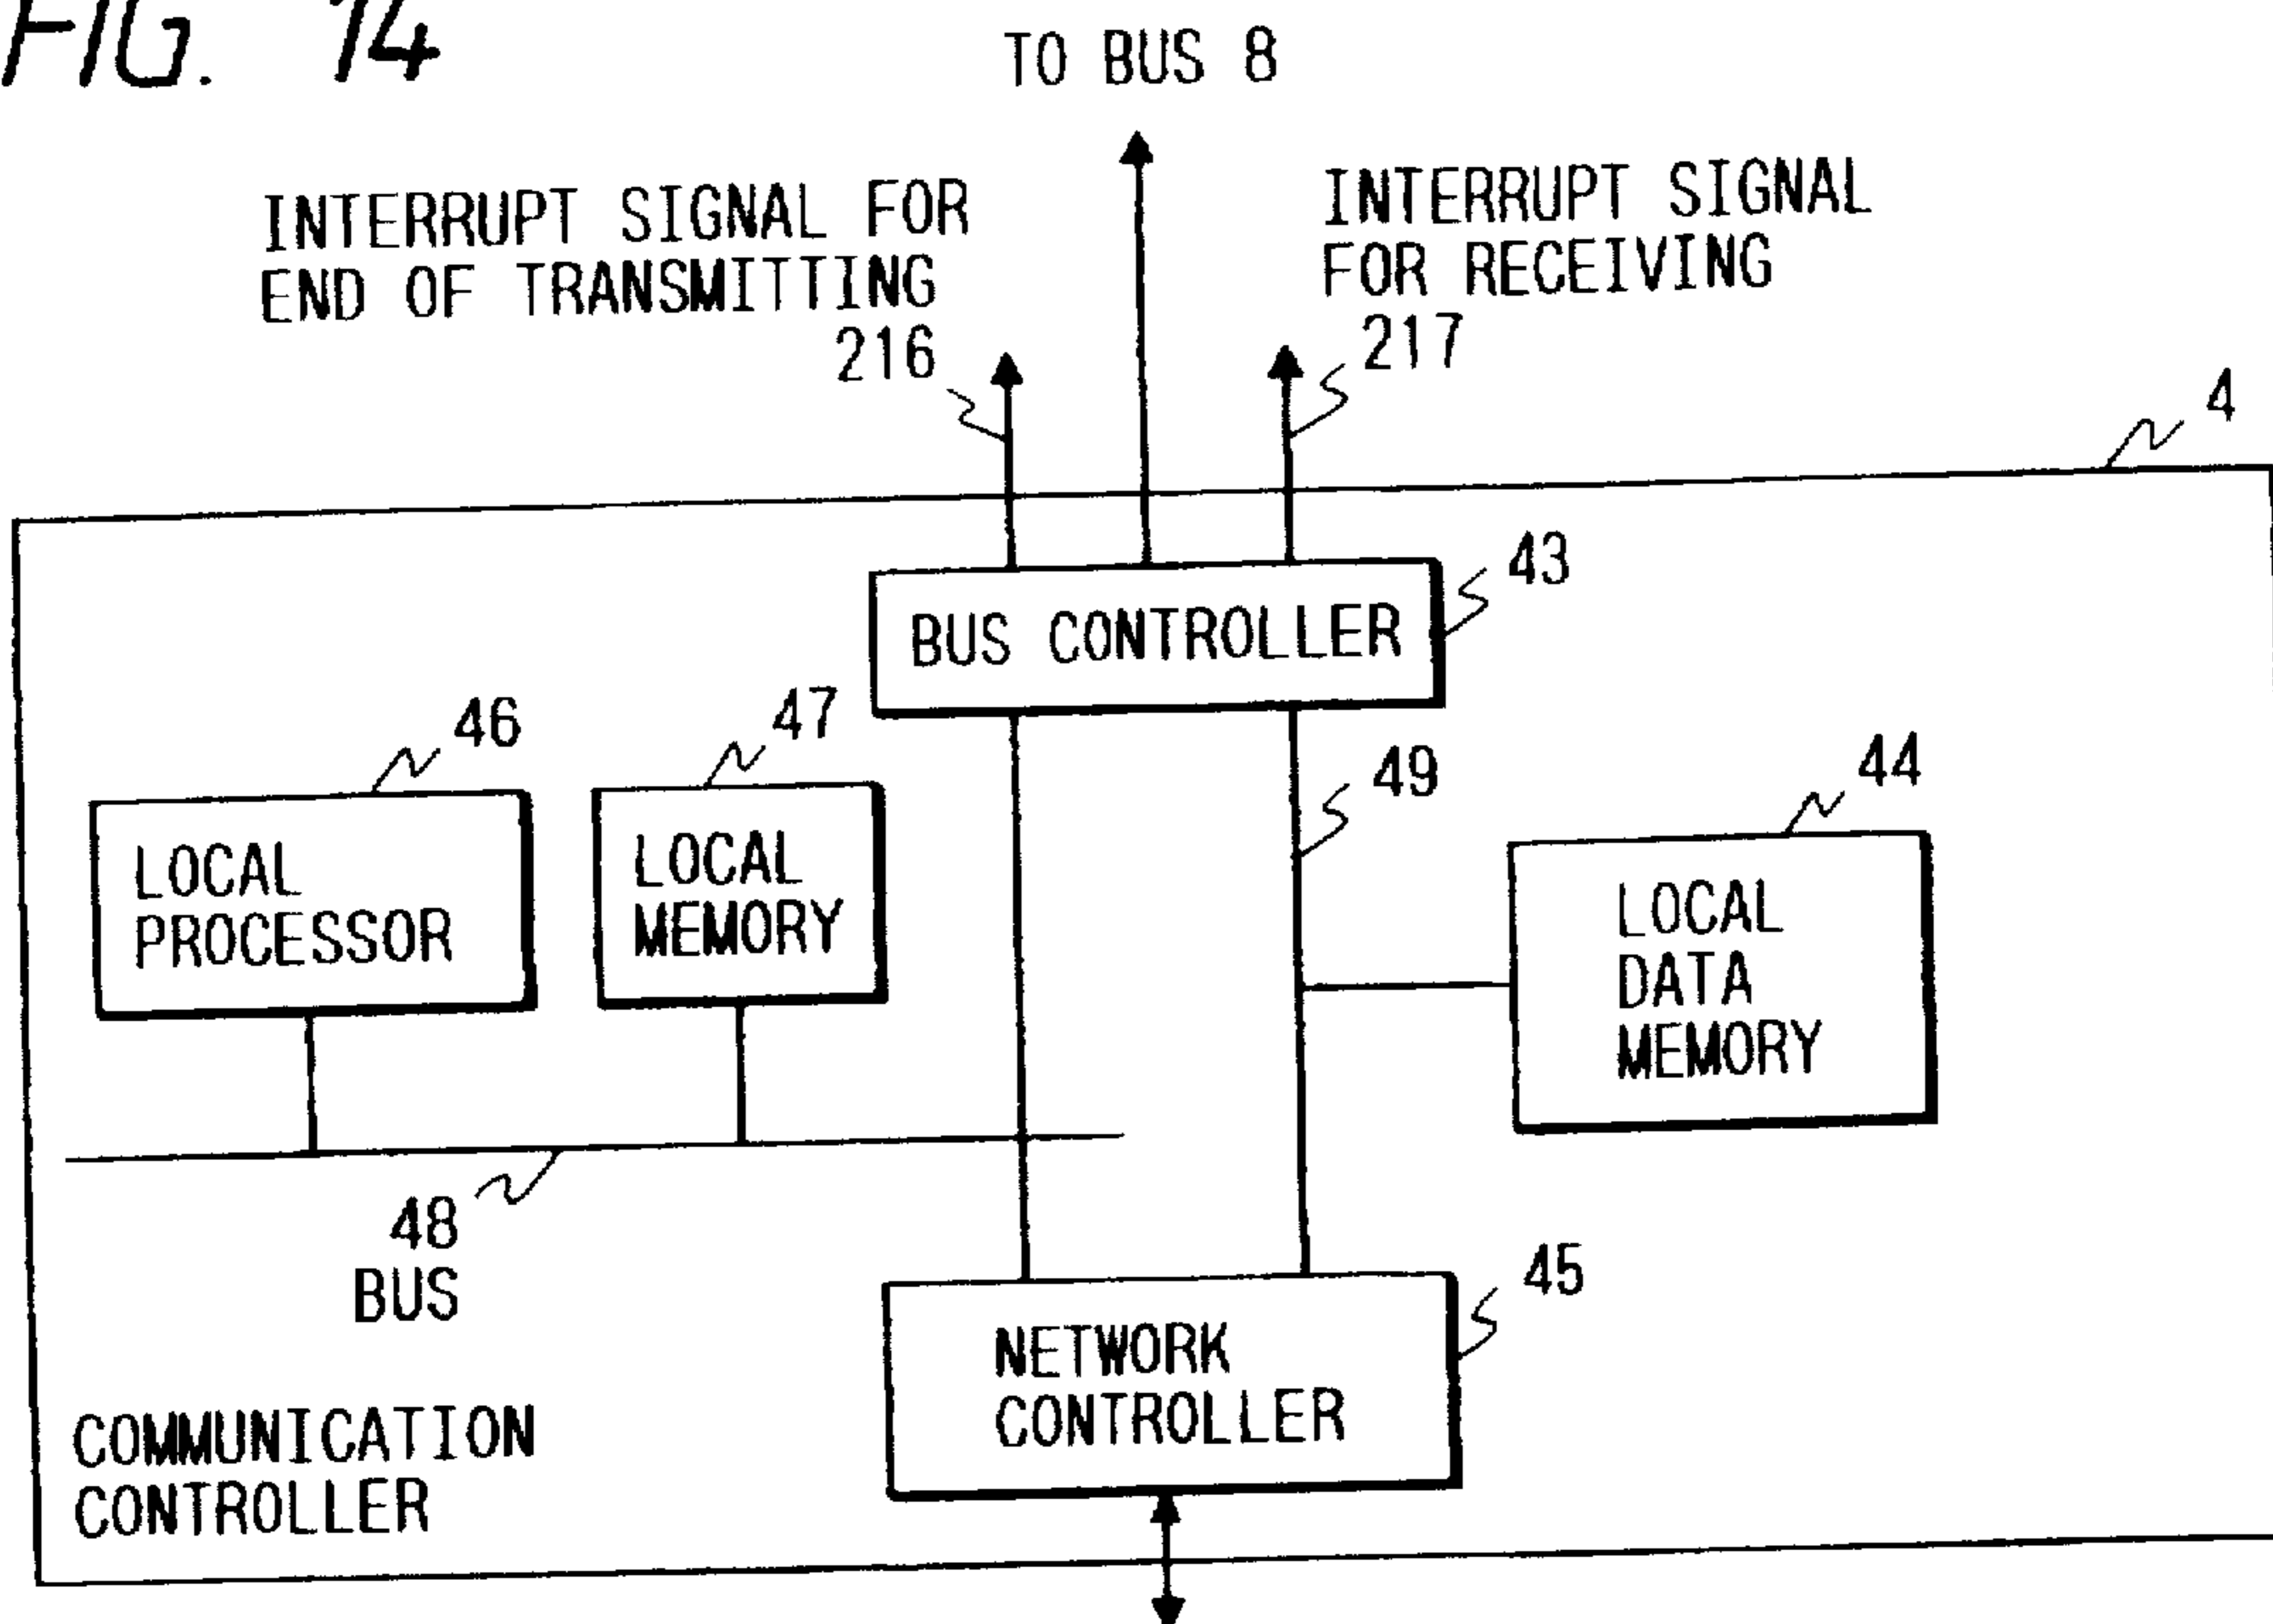 FIG. 14
TO BUS 8
INTERRUPT SIGNAL FOR
END OF TRANSMITTING
216
INTERRUPT SIGNAL
FOR RECEIVING
217
4
43
BUS CONTROLLER
46
47
49
44
LOCAL
PROCESSOR
LOCAL
MEMORY
LOCAL
DATA
MEMORY
48
BUS
45
NETWORK
CONTROLLER
COMMUNICATION
CONTROLLER